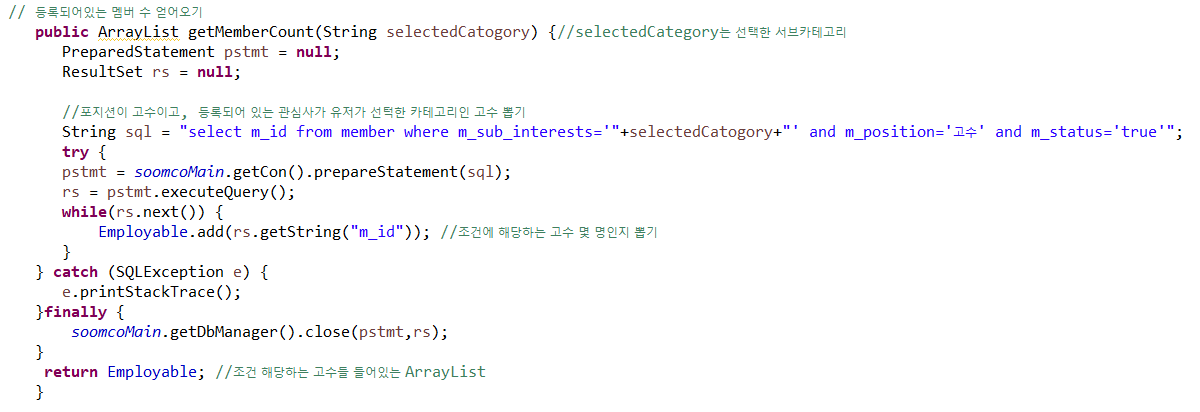 // 등록되어있는 멤버 수 얻어오기
public ArrayList getMemberCount(String selectedCatogory) {//selectedCategory는 선택한 서브카테고리
PreparedStatement pstmt = null;
ResultSet rs = null;
//포지션이 고수이고, 등록되어 있는 관심사가 유저가 선택한 카테고리인 고수 뽑기
String sql = "select m_id from member where m_sub_interests='"+selectedCatogory+"' and m_position='고수' and m_status='true'";
try {
pstmt = soomcoMain.getCon().prepareStatement(sql);
rs = pstmt.executeQuery();
while(rs.next()) {
Employable.add(rs.getString("m_id")); //조건에 해당하는 고수 몇 명인지 뽑기
}
} catch (SQLException e) {
e.printStackTrace();
}finally {
soomcoMain.getDbManager().close(pstmt,rs);
}
return Employable; //조건 해당하는 고수들 들어있는 ArrayList
}